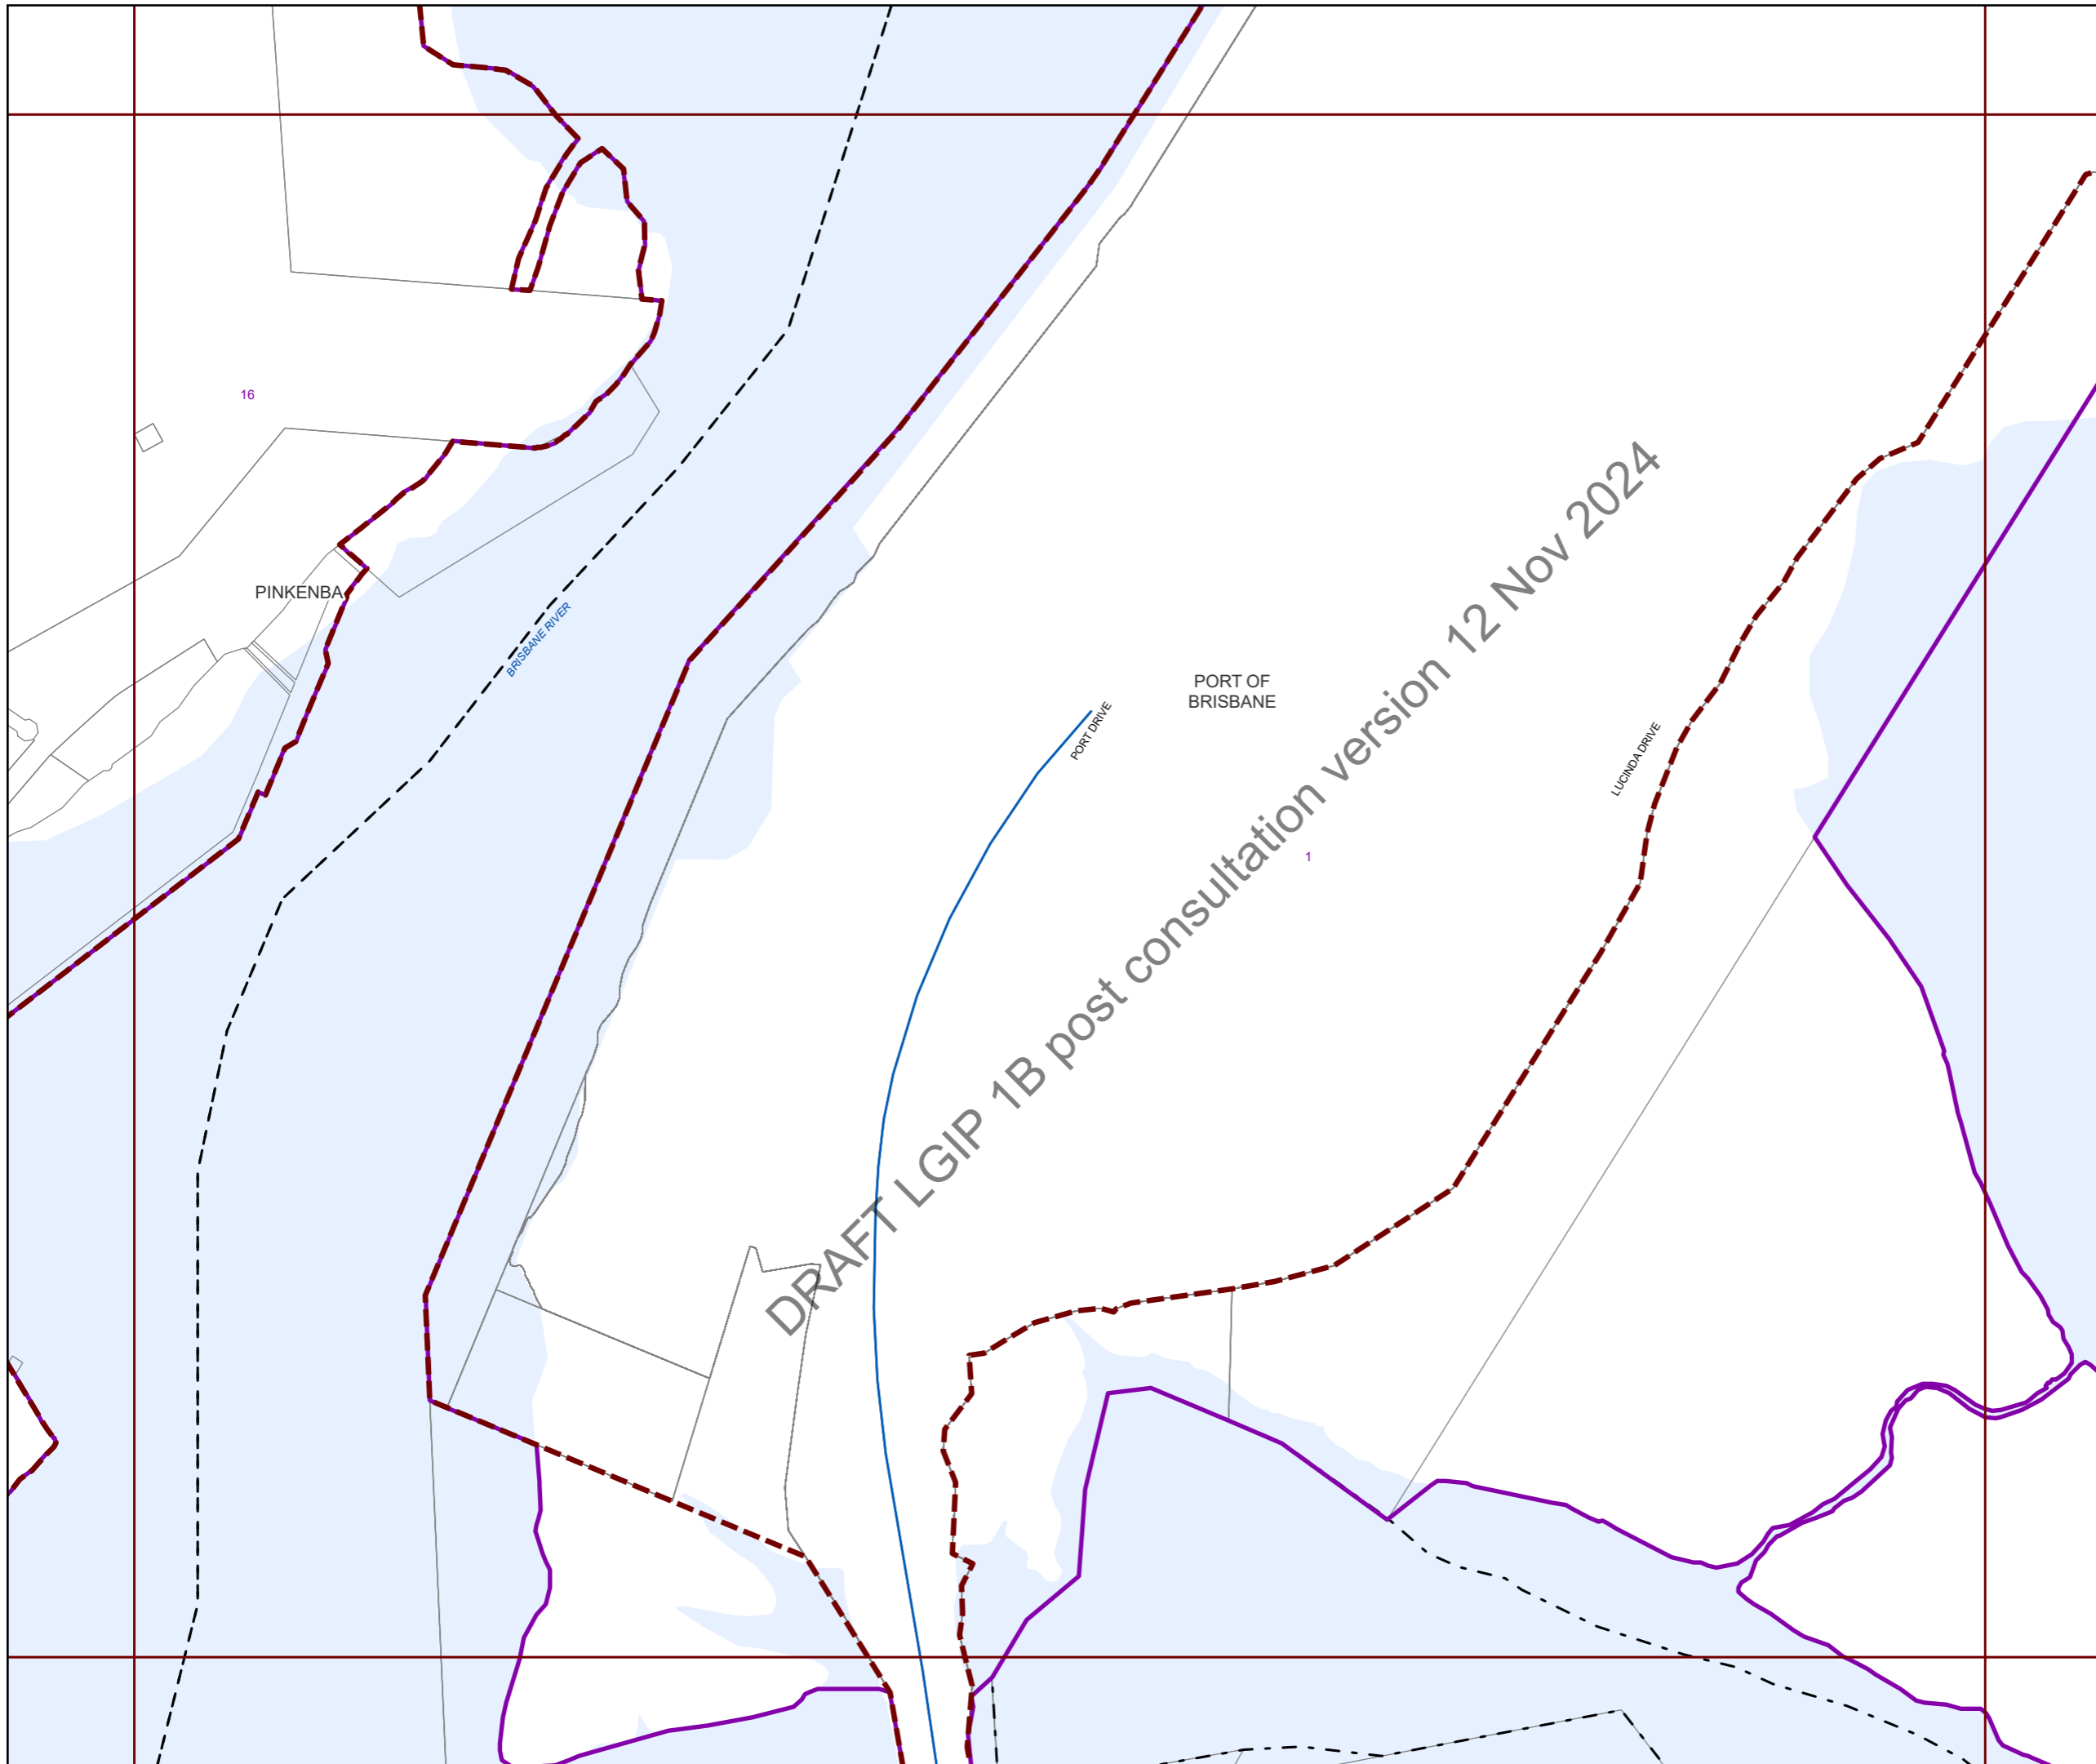 16
PINKENBA
BRISBANE RIVER
PORT OF
BRISBANE
PORT DRIVE
LUCINDA DRIVE
1
DRAFT LGIP 1B post consultation version 12 Nov 2024